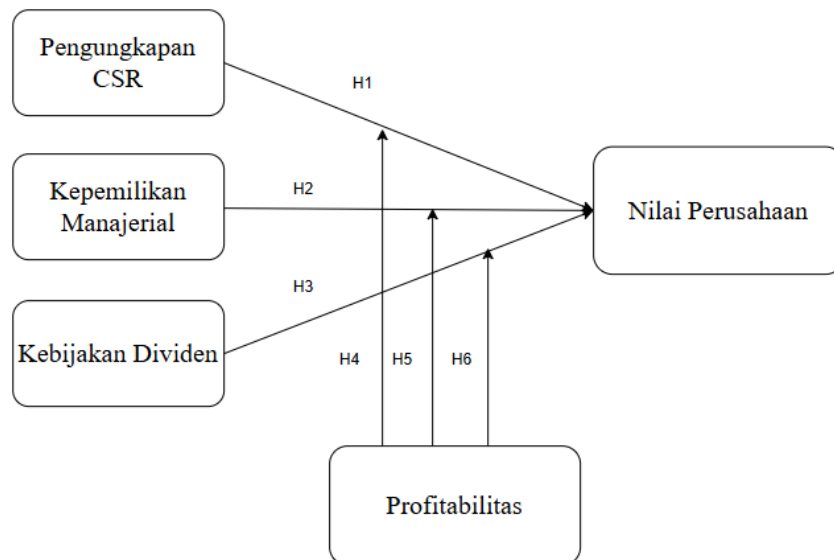 Pengungkapan
CSR
H1
Kepemilikan
Manajerial
H2
Nilai Perusahaan
H3
Kebijakan Dividen
H4
H5
H6
Profitabilitas